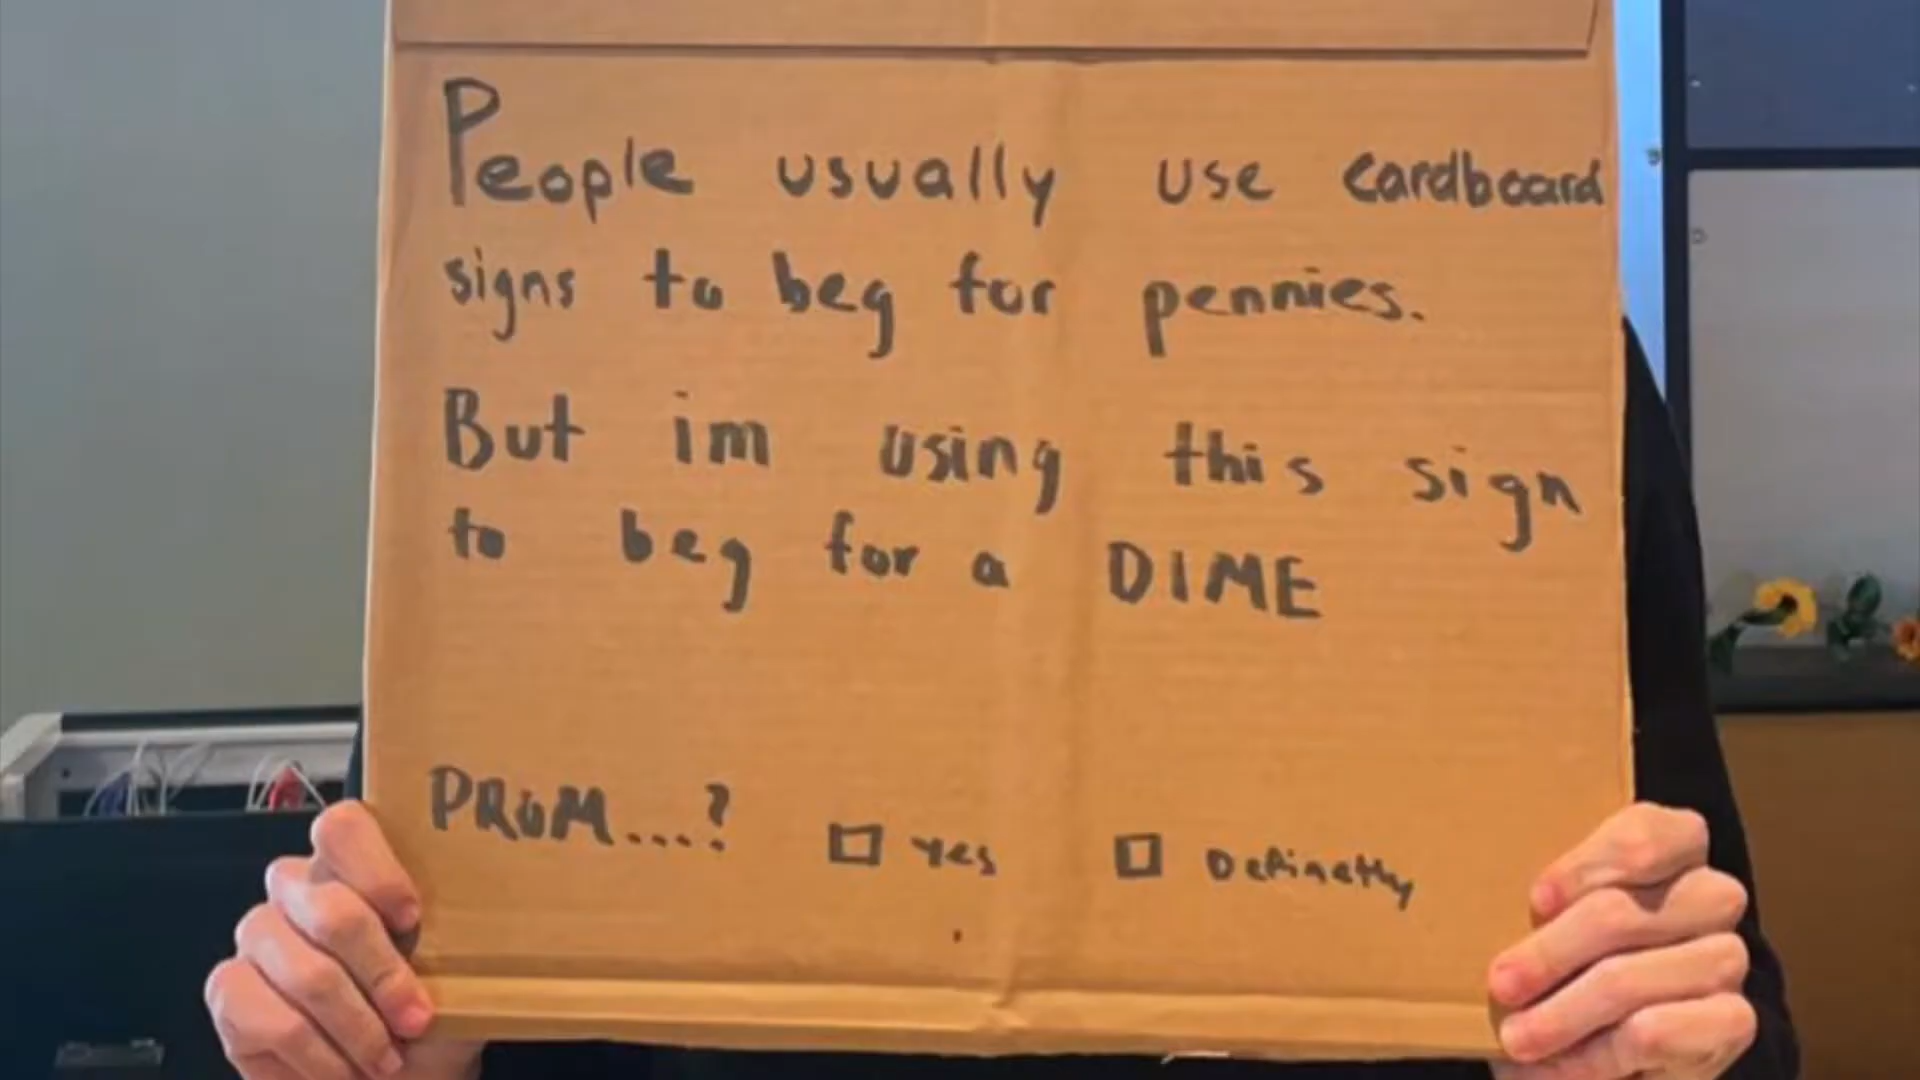 People usually use cardboard
signs to beg for pennies.
But im using this sign
to beg for a DIME
PROM...? Yes Definetly